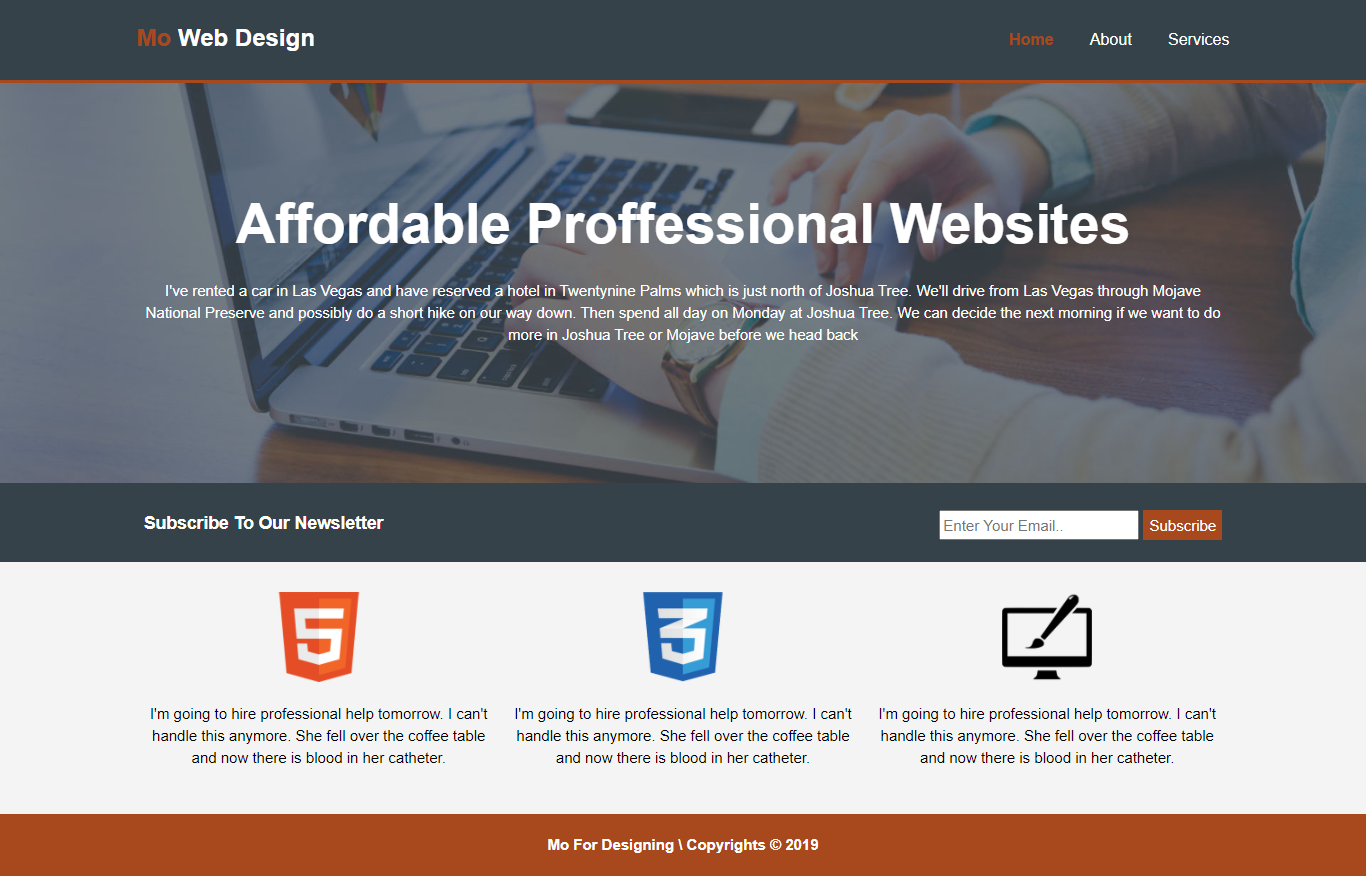 Mo Web Design
Home About Services
Affordable Proffessional Websites
I've rented a car in Las Vegas and have reserved a hotel in Twentynine Palms which is just north of Joshua Tree. We'll drive from Las Vegas through Mojave
National Preserve and possibly do a short hike on our way down. Then spend all day on Monday at Joshua Tree. We can decide the next morning if we want to do
more in Joshua Tree or Mojave before we head back
Subscribe To Our Newsletter
Enter Your Email.. Subscribe
5
3
I'm going to hire professional help tomorrow. I can't
handle this anymore. She fell over the coffee table
and now there is blood in her catheter.
I'm going to hire professional help tomorrow. I can't
handle this anymore. She fell over the coffee table
and now there is blood in her catheter.
I'm going to hire professional help tomorrow. I can't
handle this anymore. She fell over the coffee table
and now there is blood in her catheter.
Mo For Designing \ Copyrights © 2019